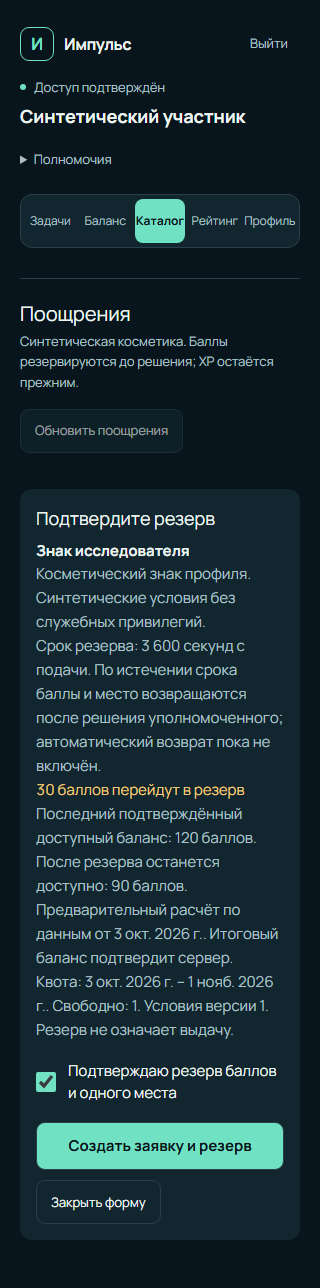 И Импульс Выйти
Доступ подтверждён
Синтетический участник
Полномочия
Задачи Баланс Каталог Рейтинг Профиль
Поощрения
Синтетическая косметика. Баллы
резервируются до решения; XP остаётся
прежним.
Обновить поощрения
Подтвердите резерв
Знак исследователя
Косметический знак профиля.
Синтетические условия без
служебных привилегий.
Срок резерва: 3 600 секунд с
подачи. По истечении срока
баллы и место возвращаются
после решения уполномоченного;
автоматический возврат пока не
включён.
30 баллов перейдут в резерв
Последний подтверждённый
доступный баланс: 120 баллов.
После резерва останется
доступно: 90 баллов.
Предварительный расчёт по
данным от 3 окт. 2026 г.. Итоговый
баланс подтвердит сервер.
Квота: 3 окт. 2026 г. – 1 нояб. 2026
г.. Свободно: 1. Условия версии 1.
Резерв не означает выдачу.
Подтверждаю резерв баллов
и одного места
Создать заявку и резерв
Закрыть форму